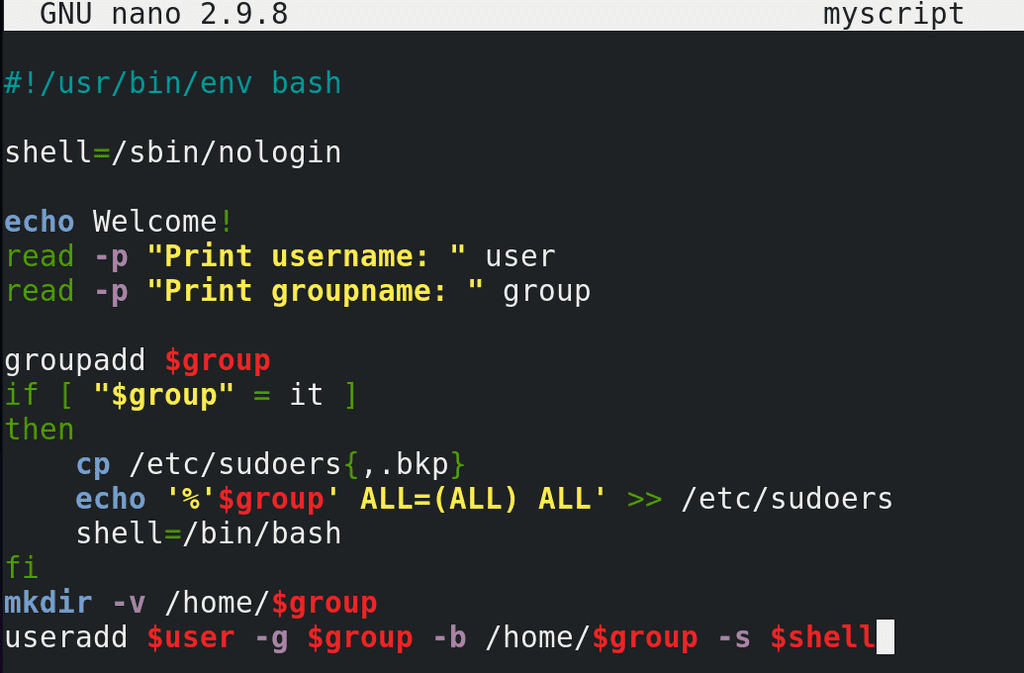 GNU nano 2.9.8 myscript
#!/usr/bin/env bash
shell=/sbin/nologin
echo Welcome!
read -p "Print username: " user
read -p "Print groupname: " group
groupadd $group
if [ "$group" = it ]
then
    cp /etc/sudoers{,.bkp}
    echo '%'$group' ALL=(ALL) ALL' >> /etc/sudoers
    shell=/bin/bash
fi
mkdir -v /home/$group
useradd $user -g $group -b /home/$group -s $shell